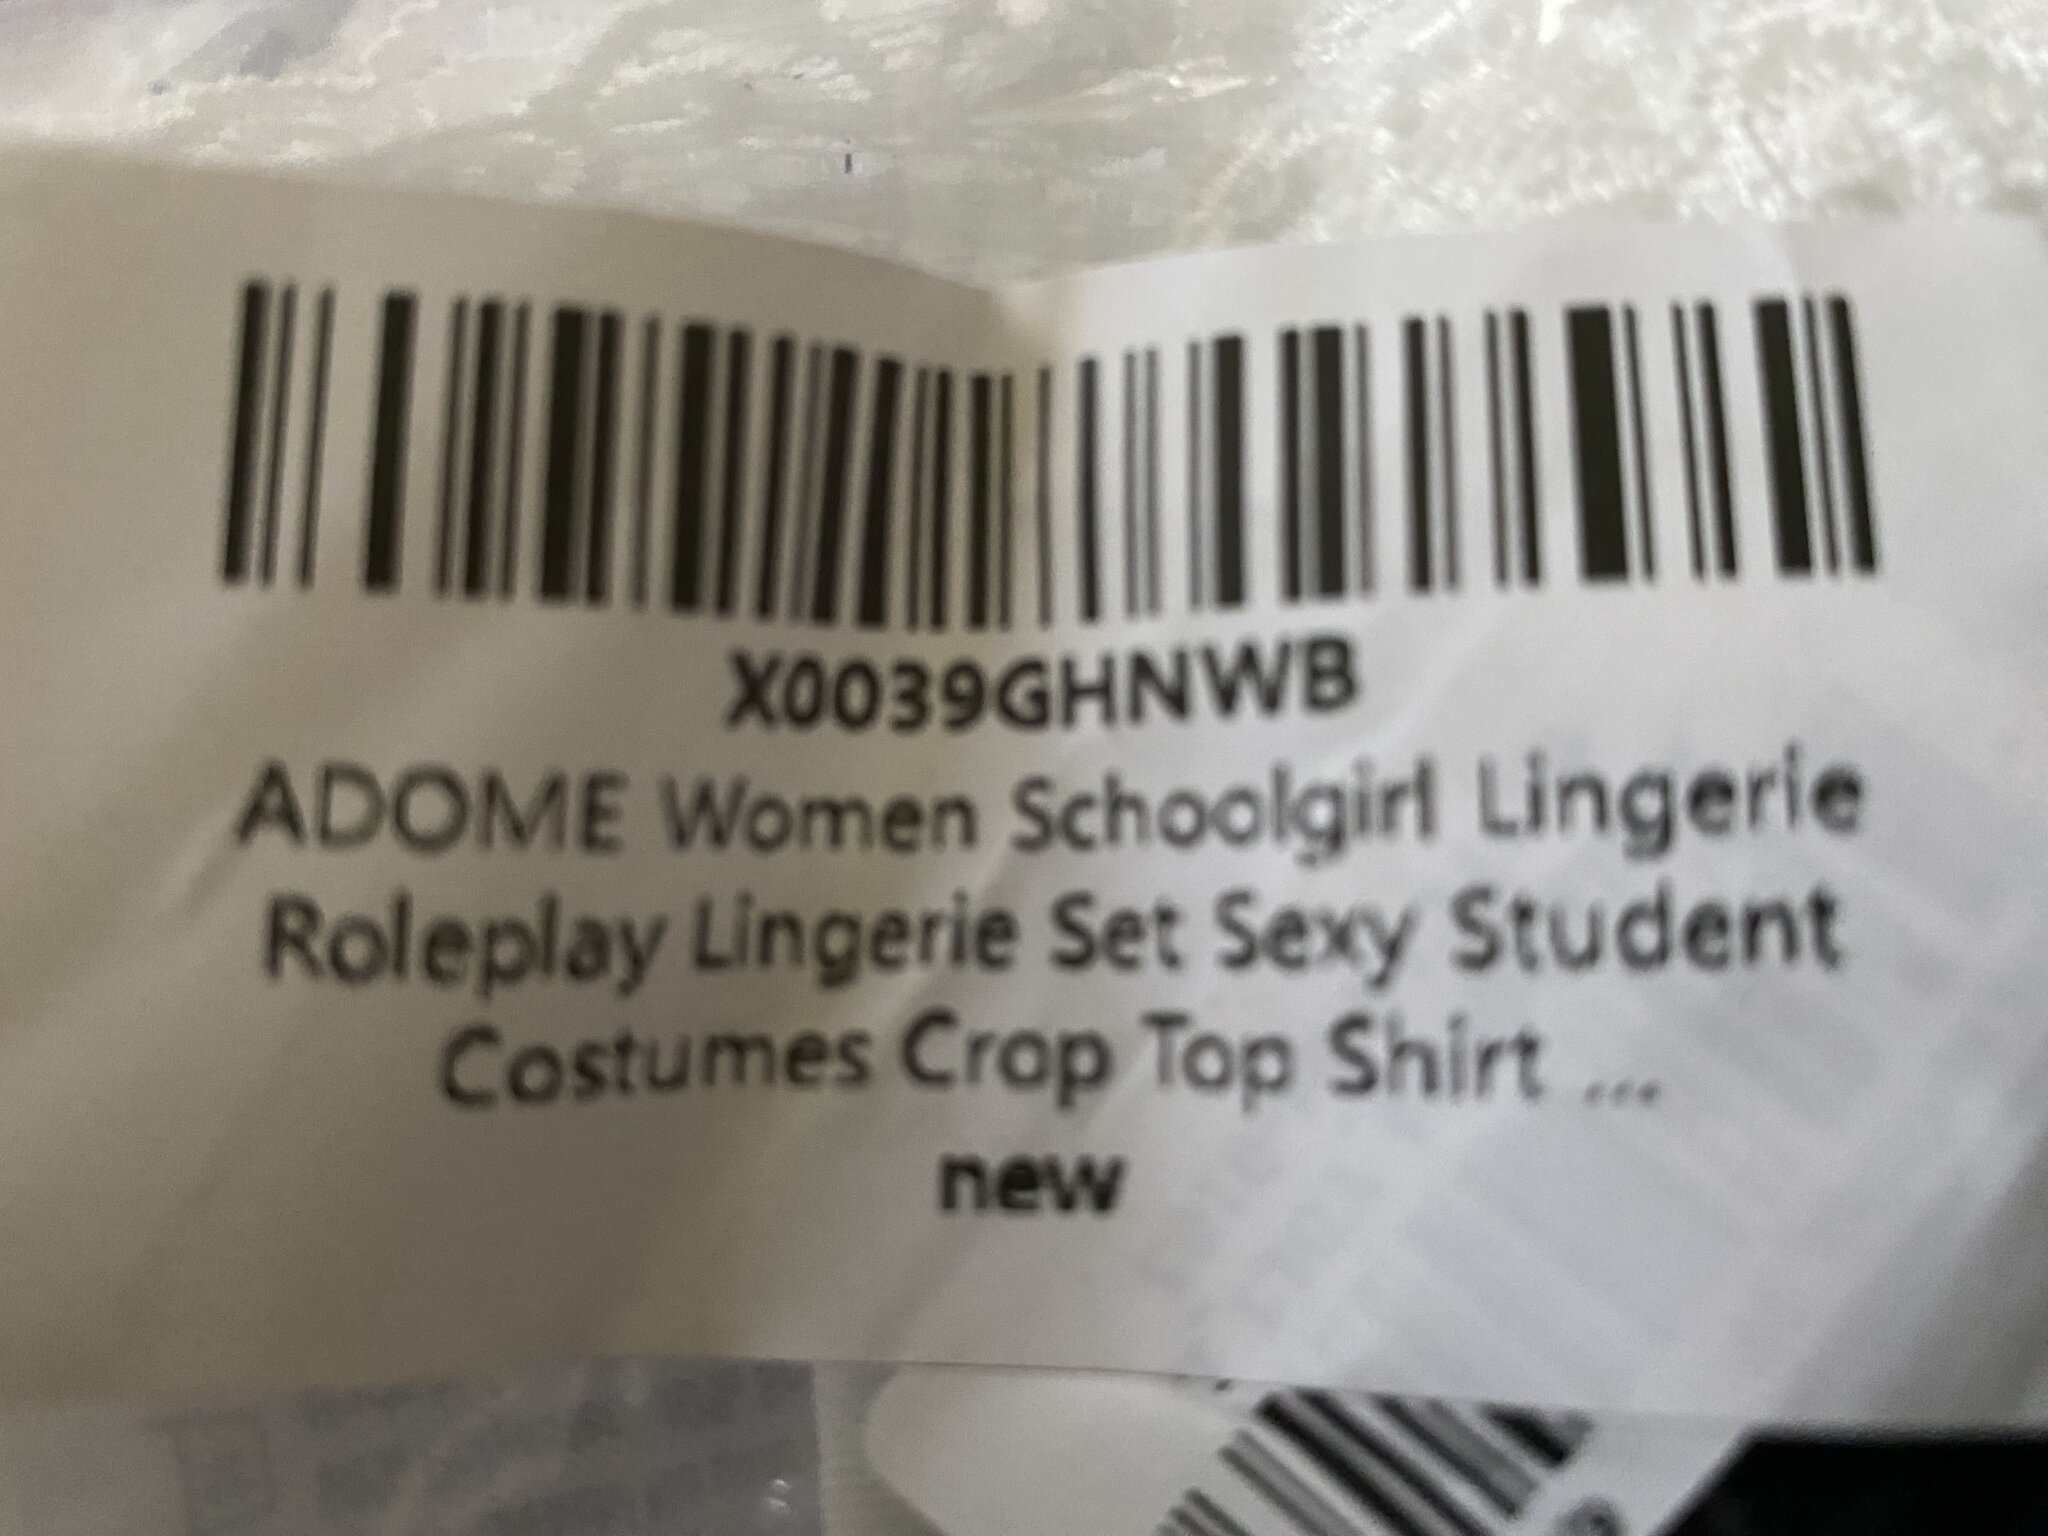 X0039GHNWB
ADOME Women Schoolgirl Lingerie
Roleplay Lingerie Set Sexy Student
Costumes Crop Top Shirt ...
new